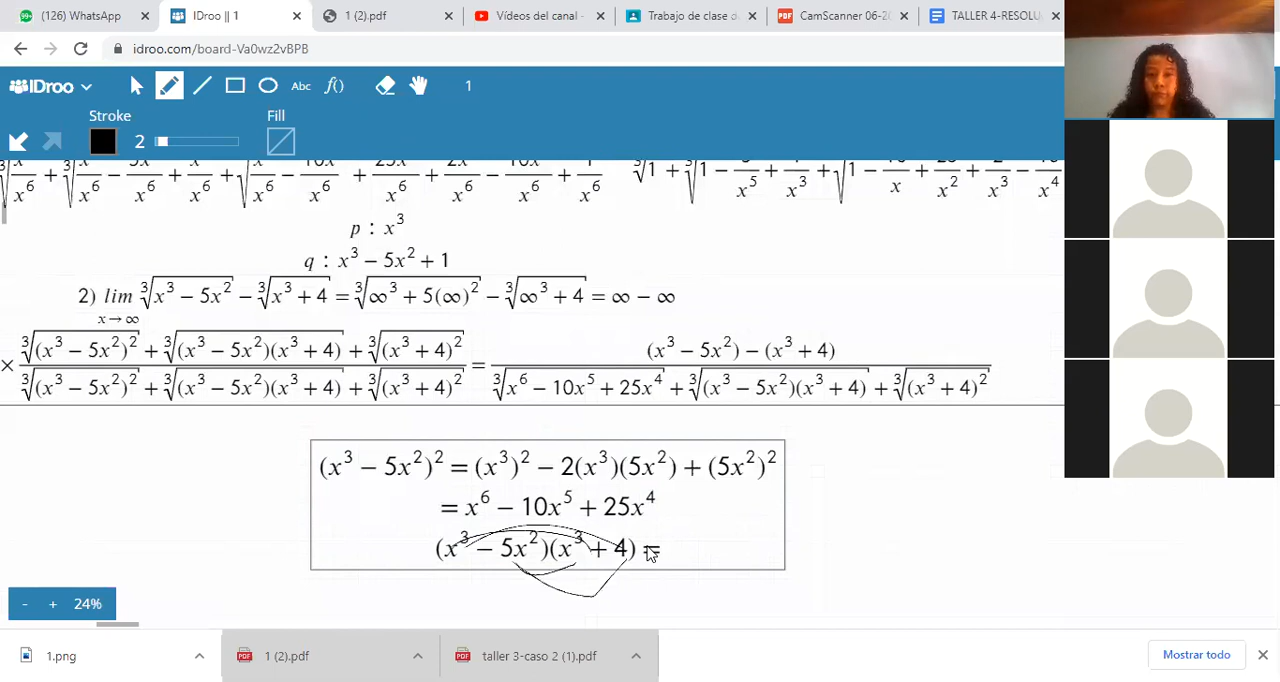 (126) WhatsApp
IDroo || 1
1 (2).pdf
Vídeos del canal -
Trabajo de clase d
CamScanner 06-2
TALLER 4-RESOLU
idroo.com/board-Va0wz2vBPB
IDroo Abc f() 1
Stroke Fill
2
p : x³
q : x³ − 5x² + 1
2) lim x→∞ ∛(x³ − 5x²) − ∛(x³ + 4) = ∛(∞³ + 5(∞)²) − ∛(∞³ + 4) = ∞ − ∞
× (∛((x³ − 5x²)²) + ∛((x³ − 5x²)(x³ + 4)) + ∛((x³ + 4)²)) / (∛((x³ − 5x²)²) + ∛((x³ − 5x²)(x³ + 4)) + ∛((x³ + 4)²)) = ((x³ − 5x²) − (x³ + 4)) / (∛(x⁶ − 10x⁵ + 25x⁴) + ∛((x³ − 5x²)(x³ + 4)) + ∛((x³ + 4)²))
(x³ − 5x²)² = (x³)² − 2(x³)(5x²) + (5x²)²
= x⁶ − 10x⁵ + 25x⁴
(x³ − 5x²)(x³ + 4) =
- + 24%
1.png
1 (2).pdf
taller 3-caso 2 (1).pdf
Mostrar todo